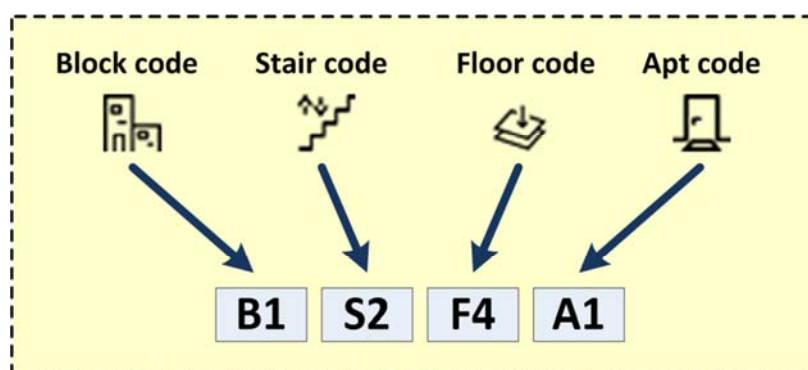 Block code Stair code Floor code Apt code
B1 S2 F4 A1